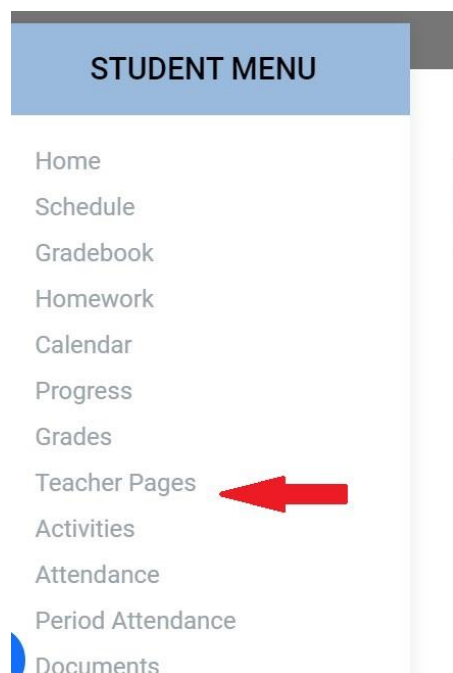 STUDENT MENU
Home
Schedule
Gradebook
Homework
Calendar
Progress
Grades
Teacher Pages
Activities
Attendance
Period Attendance
Documents